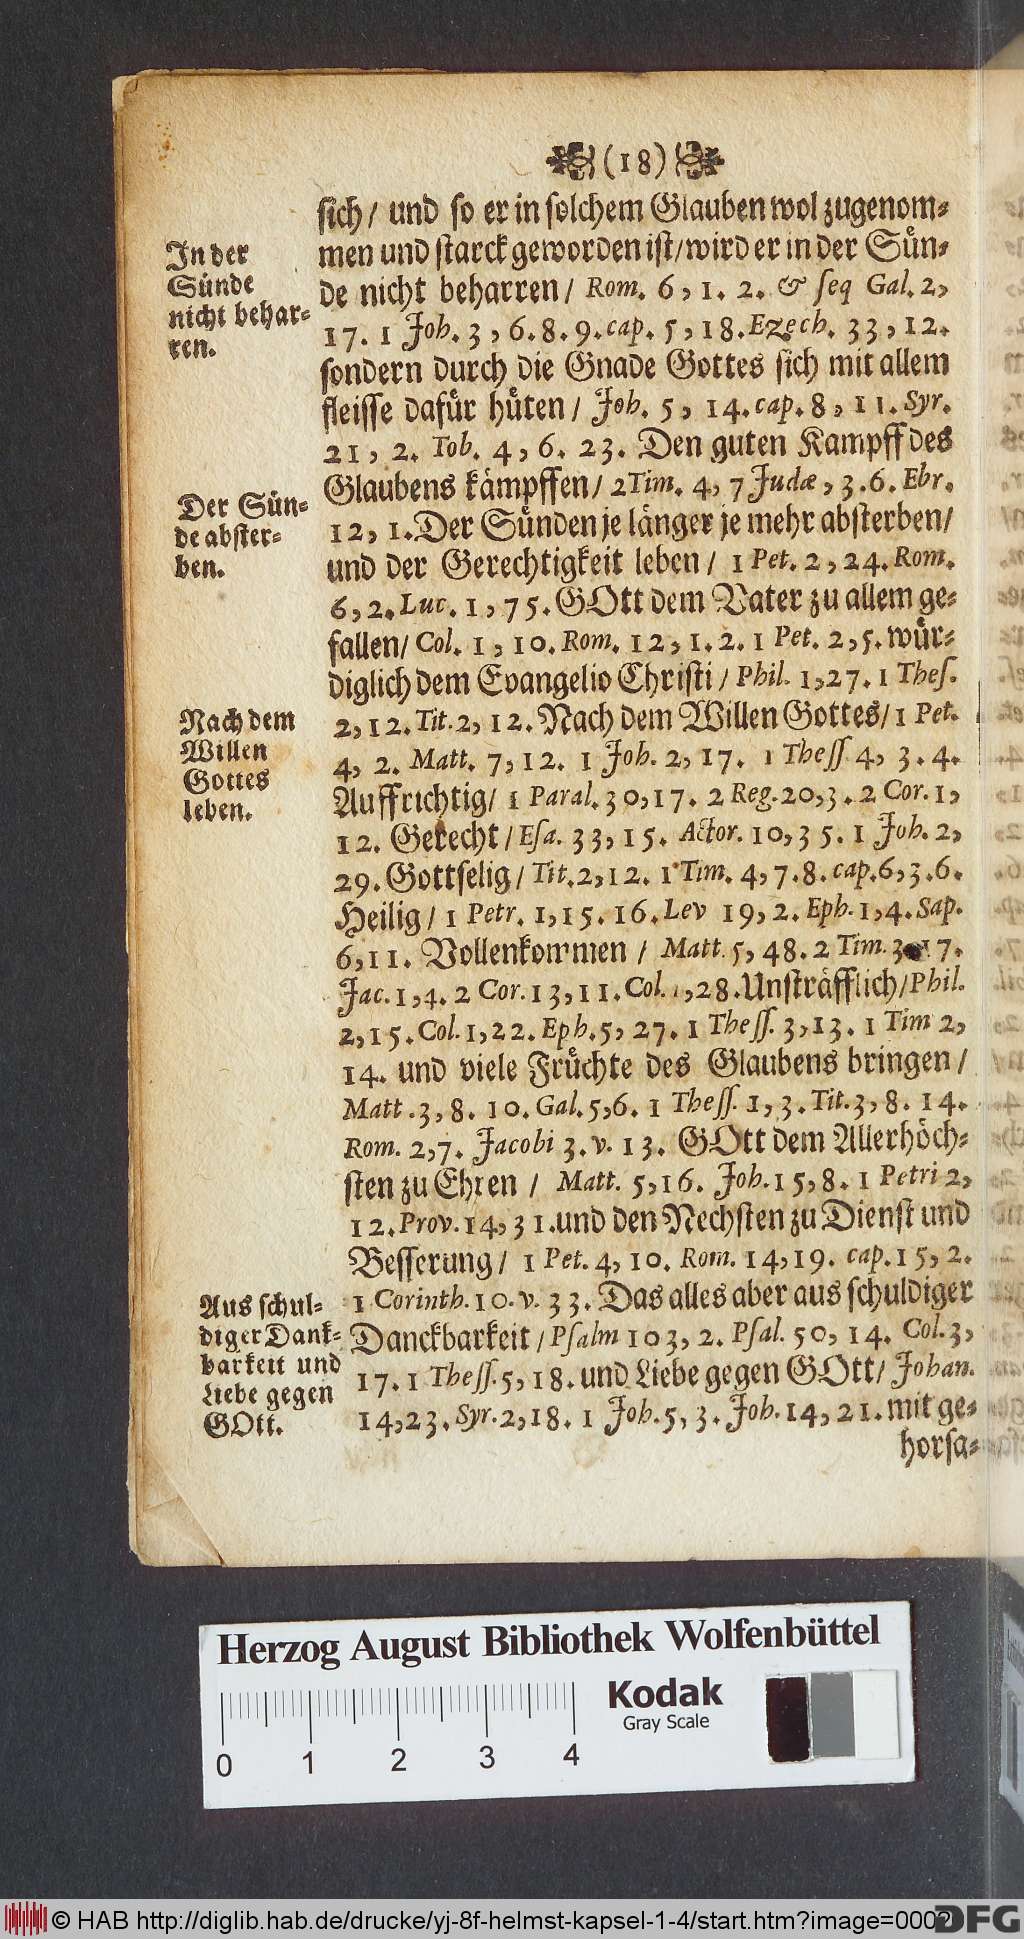 (18)
sich / und so er in solchem Glauben wol zugenom⸗
men und starck geworden ist / wird er in der Sün⸗
de nicht beharren / Rom. 6, 1. 2. & ſeq Gal. 2,
17. 1 Joh. 3, 6. 8. 9. cap. 5, 18. Ezech. 33, 12.
sondern durch die Gnade Gottes sich mit allem
fleisse dafür hüten / Joh. 5, 14. cap. 8, 11. Syr.
21, 2. Tob. 4, 6. 23. Den guten Kampff des
Glaubens kämpffen / 2 Tim. 4, 7 Judæ, 3. 6. Ebr.
12, 1. Der Sünden je länger je mehr absterben /
und der Gerechtigkeit leben / 1 Pet. 2, 24. Rom.
6, 2. Luc. 1, 75. GOtt dem Vater zu allem ge⸗
fallen / Col. 1, 10. Rom. 12, 1. 2. 1 Pet. 2, 5. wür⸗
diglich dem Evangelio Christi / Phil. 1, 27. 1 Theſ.
2, 12. Tit. 2, 12. Nach dem Willen Gottes / 1 Pet.
4, 2. Matt. 7, 12. 1 Joh. 2, 17. 1 Theſſ 4, 3. 4.
Auffrichtig / 1 Paral. 30, 17. 2 Reg. 20, 3. 2 Cor. 1,
12. Gerecht / Eſa. 33, 15. Actor. 10, 35. 1 Joh. 2,
29. Gottselig / Tit. 2, 12. 1 Tim. 4, 7. 8. cap. 6, 3. 6.
Heilig / 1 Petr. 1, 15. 16. Lev 19, 2. Eph. 1, 4. Sap.
6, 11. Vollenkommen / Matt. 5, 48. 2 Tim. 3 17.
Jac. 1, 4. 2 Cor. 13, 11. Col. 1, 28. Unsträfflich / Phil.
2, 15. Col. 1, 22. Eph. 5, 27. 1 Theſſ. 3, 13. 1 Tim 2,
14. und viele Früchte des Glaubens bringen /
Matt. 3, 8. 10. Gal. 5, 6. 1 Theſſ. 1, 3. Tit. 3, 8. 14.
Rom. 2, 7. Jacobi 3. v. 13. GOtt dem Allerhöch⸗
sten zu Ehren / Matt. 5, 16. Joh. 15, 8. 1 Petri 2,
12. Prov. 14, 31. und den Nechsten zu Dienst und
Besserung / 1 Pet. 4, 10. Rom. 14, 19. cap. 15, 2.
1 Corinth. 10. v. 33. Das alles aber aus schuldiger
Danckbarkeit / Pſalm 103, 2. Pſal. 50, 14. Col. 3,
17. 1 Theſſ. 5, 18. und Liebe gegen GOtt / Johan.
14, 23. Syr. 2, 18. 1 Joh. 5, 3. Joh. 14, 21. mit ge⸗
horsa⸗
In der
Sünde
nicht behar⸗
ren.
Der Sün⸗
de abster⸗
ben.
Nach dem
Willen
Gottes
leben.
Aus schul⸗
diger Dank⸗
barkeit und
Liebe gegen
GOtt.
Herzog August Bibliothek Wolfenbüttel
Kodak
Gray Scale
0 1 2 3 4
© HAB http://diglib.hab.de/drucke/yj-8f-helmst-kapsel-1-4/start.htm?image=0002
DFG